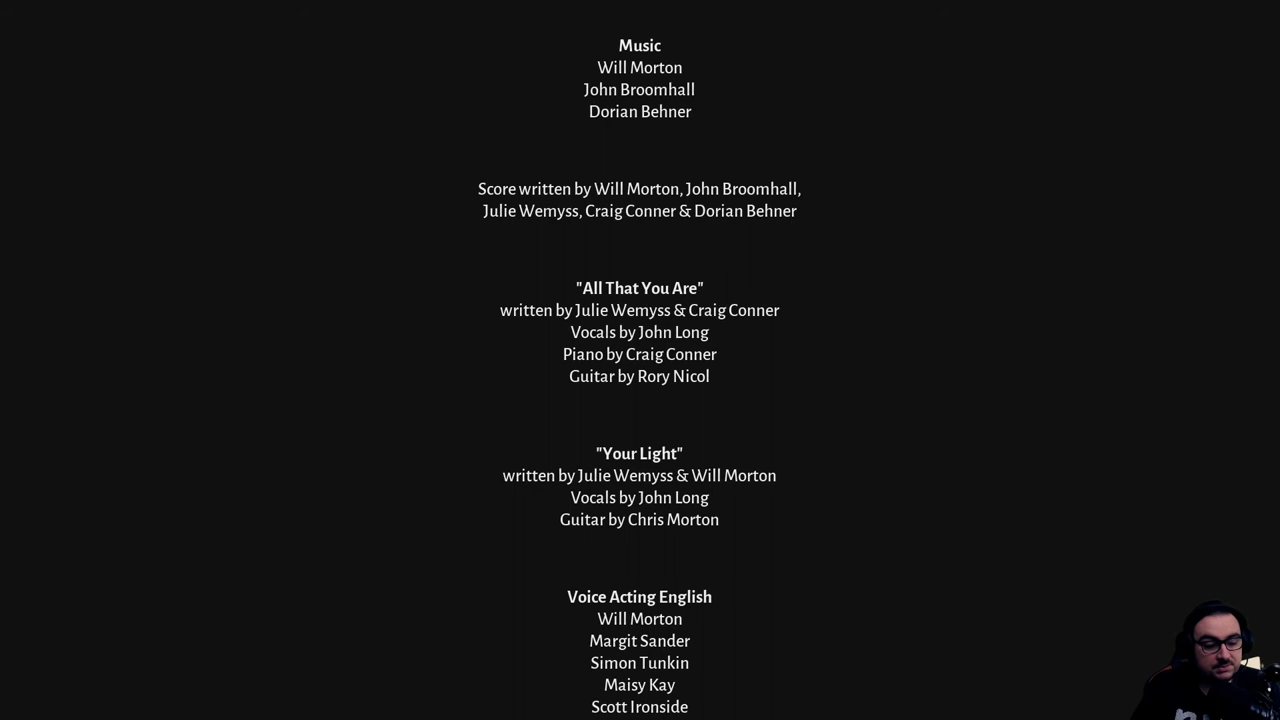 Music
Will Morton
John Broomhall
Dorian Behner
Score written by Will Morton, John Broomhall,
Julie Wemyss, Craig Conner & Dorian Behner
"All That You Are"
written by Julie Wemyss & Craig Conner
Vocals by John Long
Piano by Craig Conner
Guitar by Rory Nicol
"Your Light"
written by Julie Wemyss & Will Morton
Vocals by John Long
Guitar by Chris Morton
Voice Acting English
Will Morton
Margit Sander
Simon Tunkin
Maisy Kay
Scott Ironside